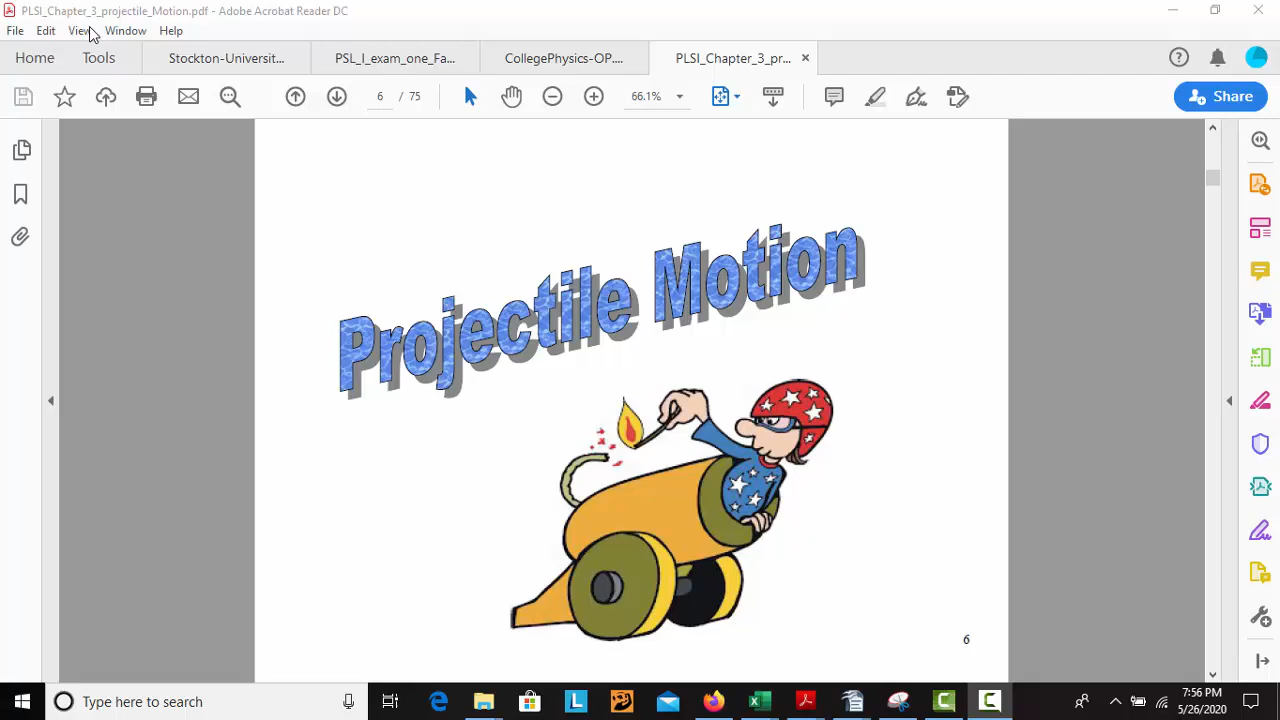 PLSI_Chapter_3_projectile_Motion.pdf - Adobe Acrobat Reader DC
File Edit View Window Help
Home Tools Stockton-Universit... PSL_I_exam_one_Fa... CollegePhysics-OP.... PLSI_Chapter_3_pr... ×
6 / 75 66.1% Share
Projectile Motion
6
Type here to search
7:56 PM
5/26/2020